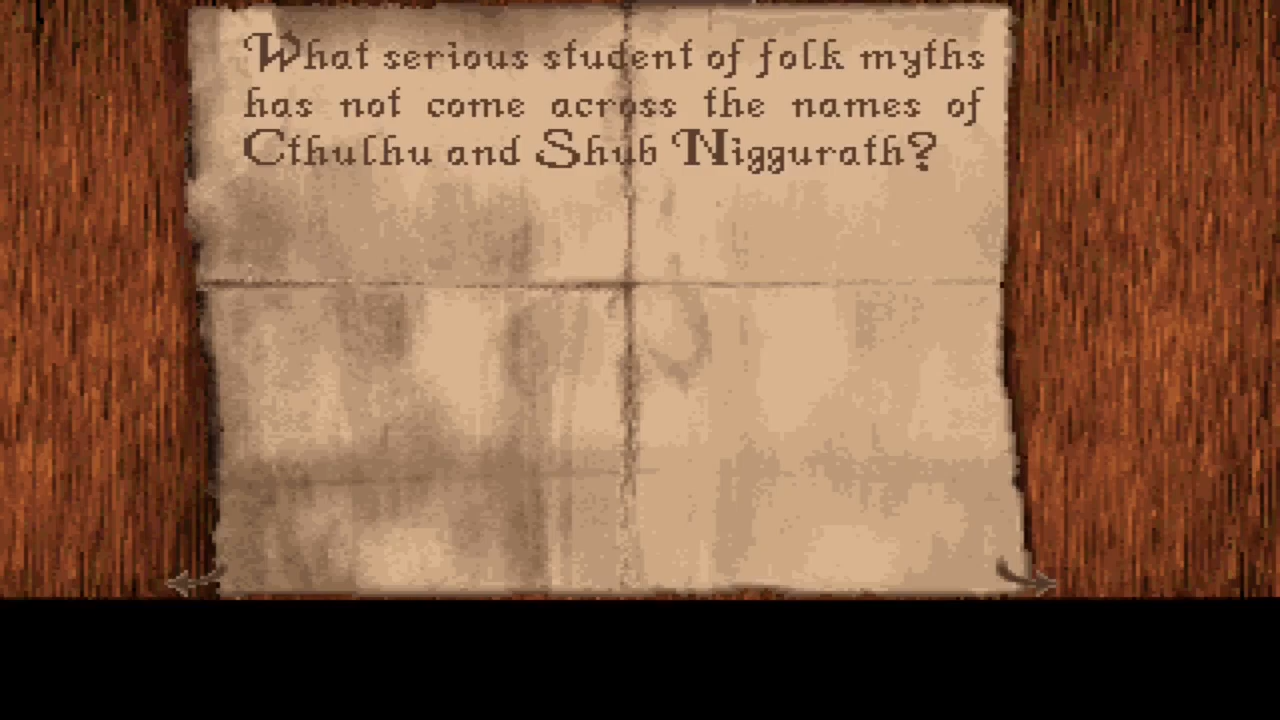 What serious student of folk myths
has not come across the names of
Cthulhu and Shub Niggurath?